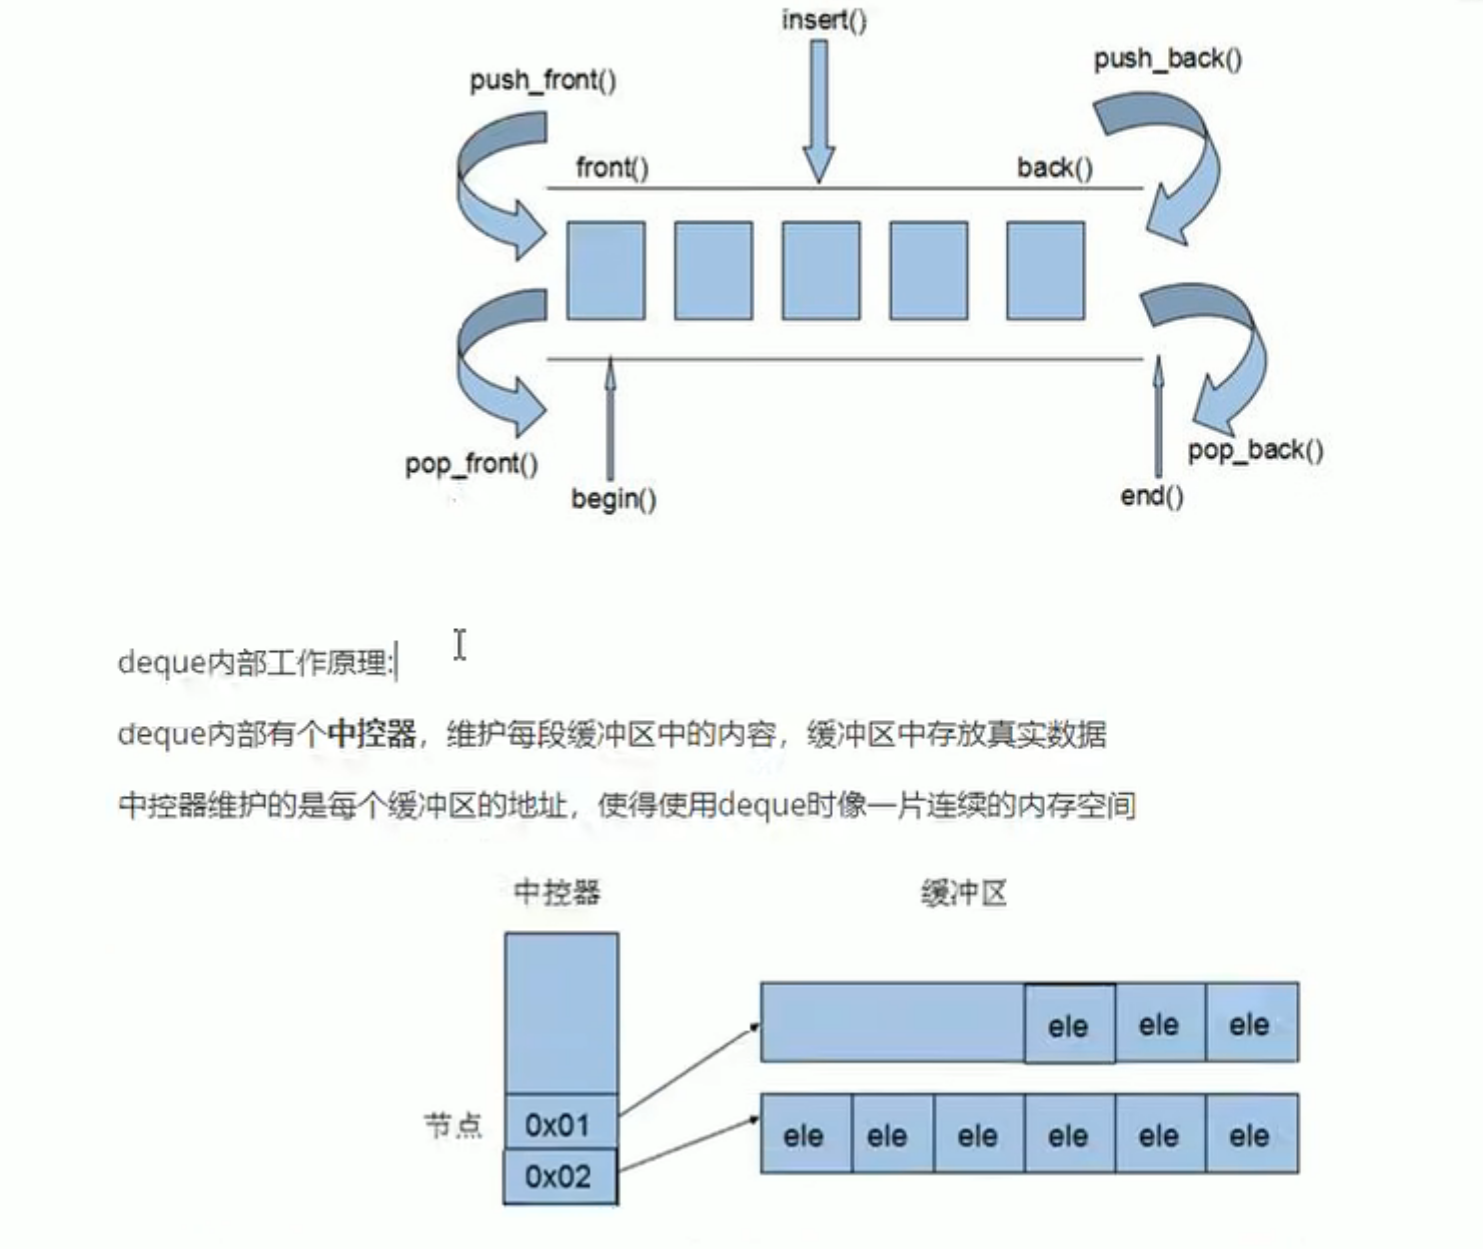 insert()
push_front()
push_back()
front()
back()
pop_front()
pop_back()
begin()
end()
deque内部工作原理:
deque内部有个中控器，维护每段缓冲区中的内容，缓冲区中存放真实数据
中控器维护的是每个缓冲区的地址，使得使用deque时像一片连续的内存空间
中控器
缓冲区
ele ele ele
节点
0x01
ele ele ele ele ele ele
0x02